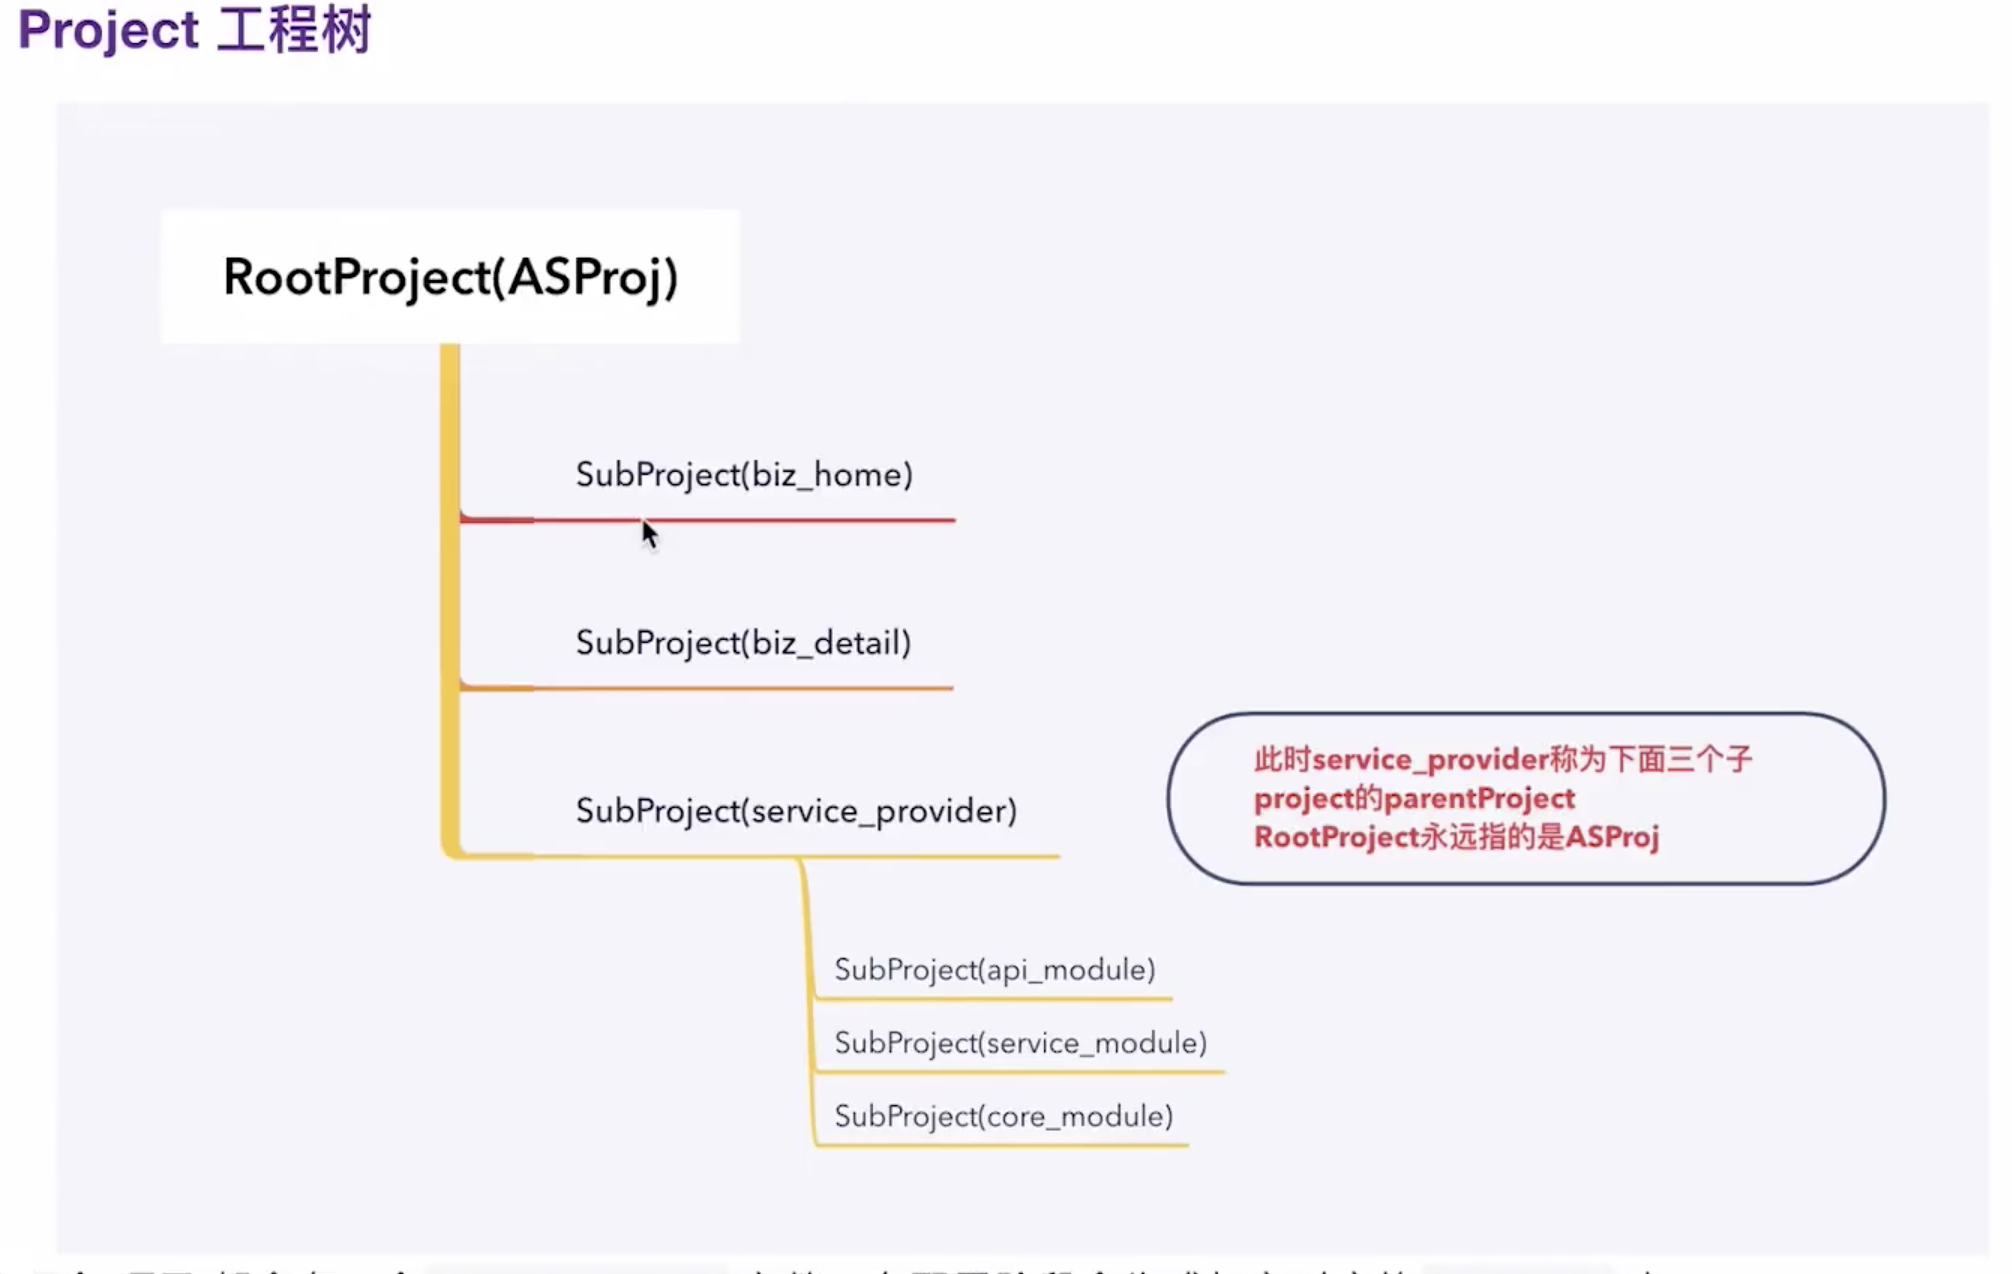 Project 工程树
RootProject(ASProj)
SubProject(biz_home)
SubProject(biz_detail)
SubProject(service_provider)
此时service_provider称为下面三个子
project的parentProject
RootProject永远指的是ASProj
SubProject(api_module)
SubProject(service_module)
SubProject(core_module)